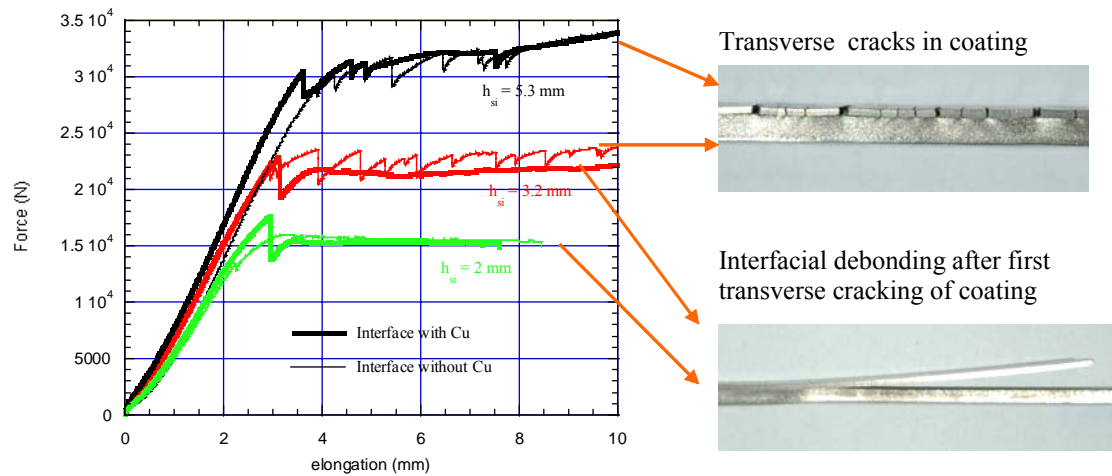 3.5 10⁴
3 10⁴
2.5 10⁴
2 10⁴
1.5 10⁴
1 10⁴
5000
0
Force (N)
0 2 4 6 8 10
elongation (mm)
h_si = 5.3 mm
h_si = 3.2 mm
h_si = 2 mm
Interface with Cu
Interface without Cu
Transverse cracks in coating
Interfacial debonding after first
transverse cracking of coating